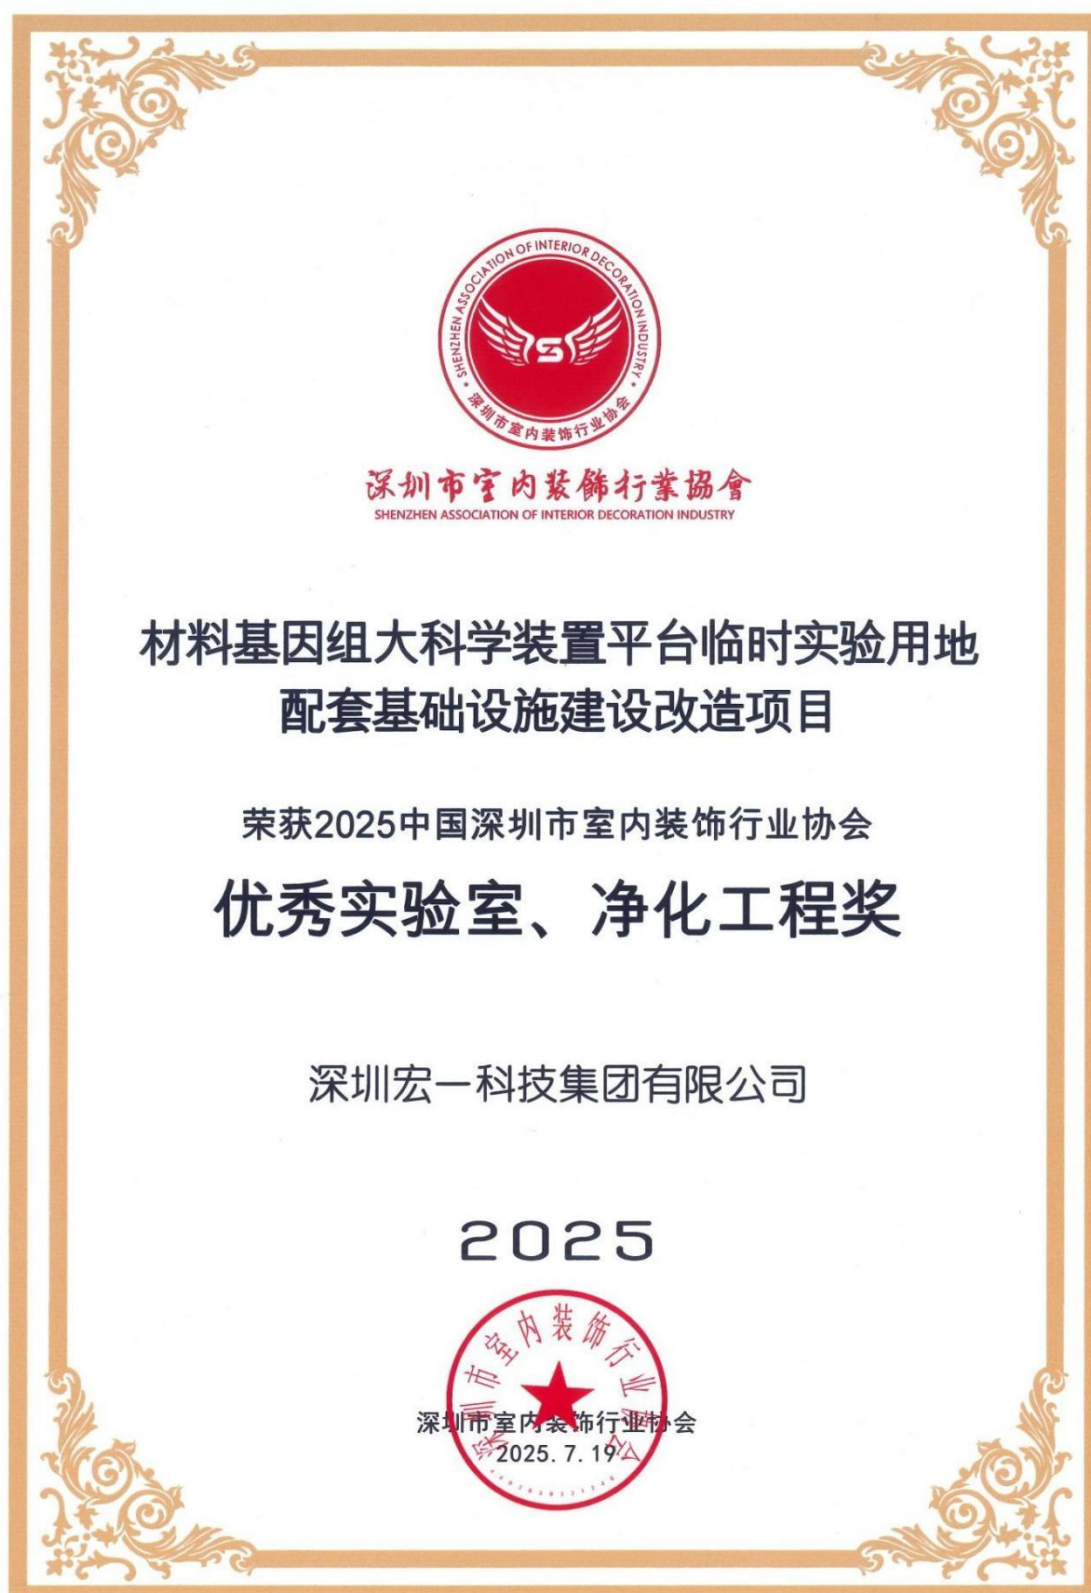 SHENZHEN ASSOCIATION OF INTERIOR DECORATION INDUSTRY
深圳市室内装饰行业协会
S
深圳市室内装飾行業協會
SHENZHEN ASSOCIATION OF INTERIOR DECORATION INDUSTRY
材料基因组大科学装置平台临时实验用地
配套基础设施建设改造项目
荣获2025中国深圳市室内装饰行业协会
优秀实验室、净化工程奖
深圳宏一科技集团有限公司
2025
深圳市室内装饰行业协会
深圳市室内装饰行业协会
2025.7.19